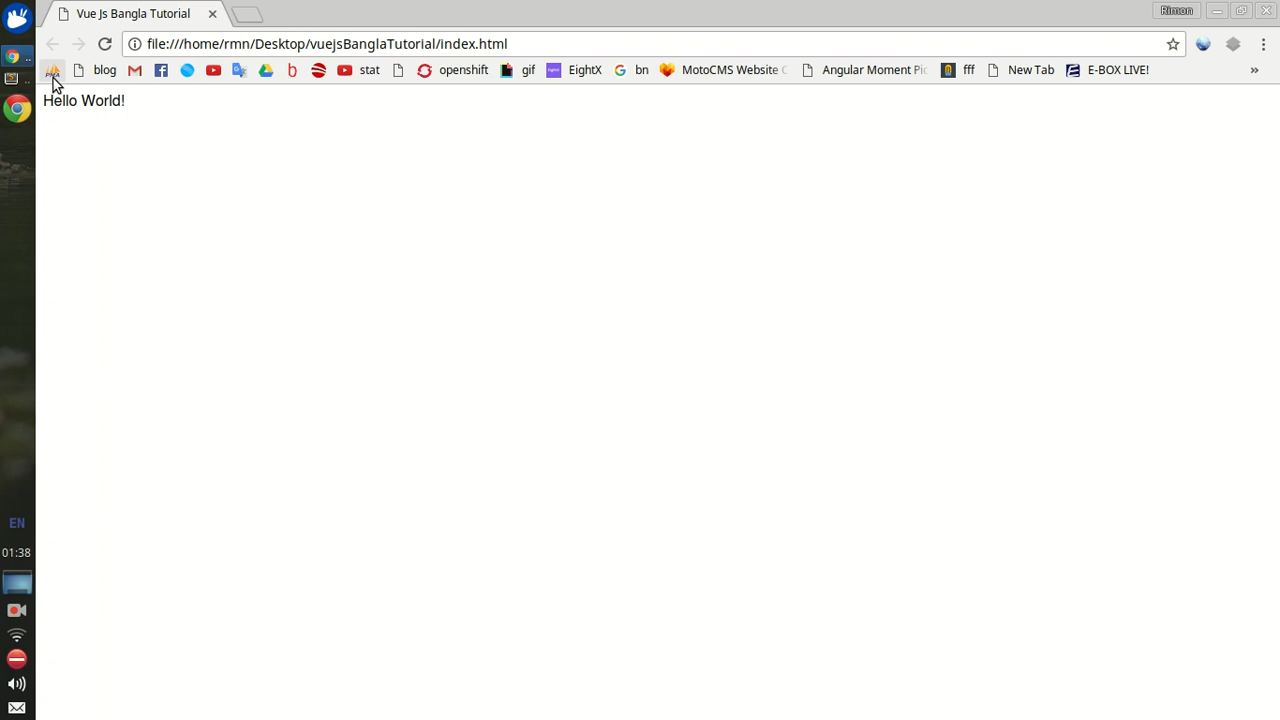 Vue Js Bangla Tutorial
Rimon
file:///home/rmn/Desktop/vuejsBanglaTutorial/index.html
PMA blog stat openshift gif EightX bn MotoCMS Website Angular Moment Pic fff New Tab E-BOX LIVE! »
Hello World!
EN
01:38